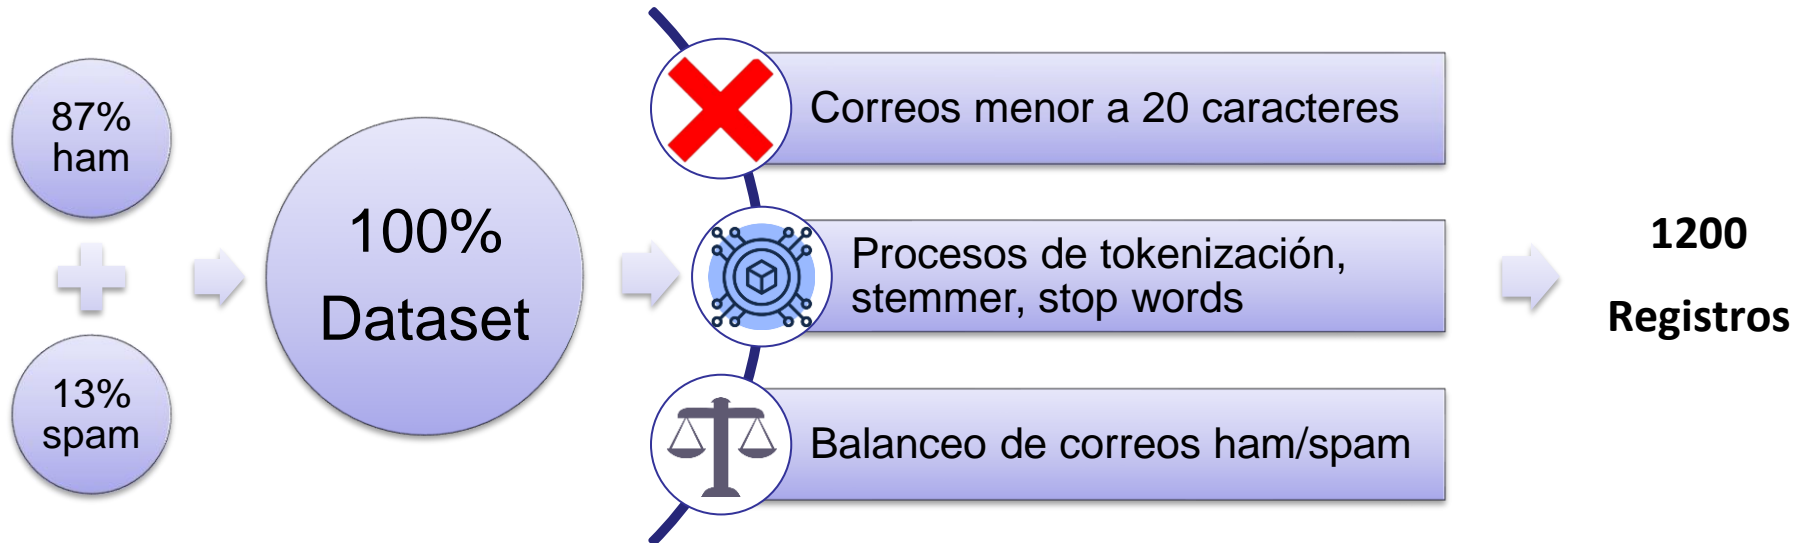 87%
ham
13%
spam
100%
Dataset
Correos menor a 20 caracteres
Procesos de tokenización,
stemmer, stop words
Balanceo de correos ham/spam
1200
Registros